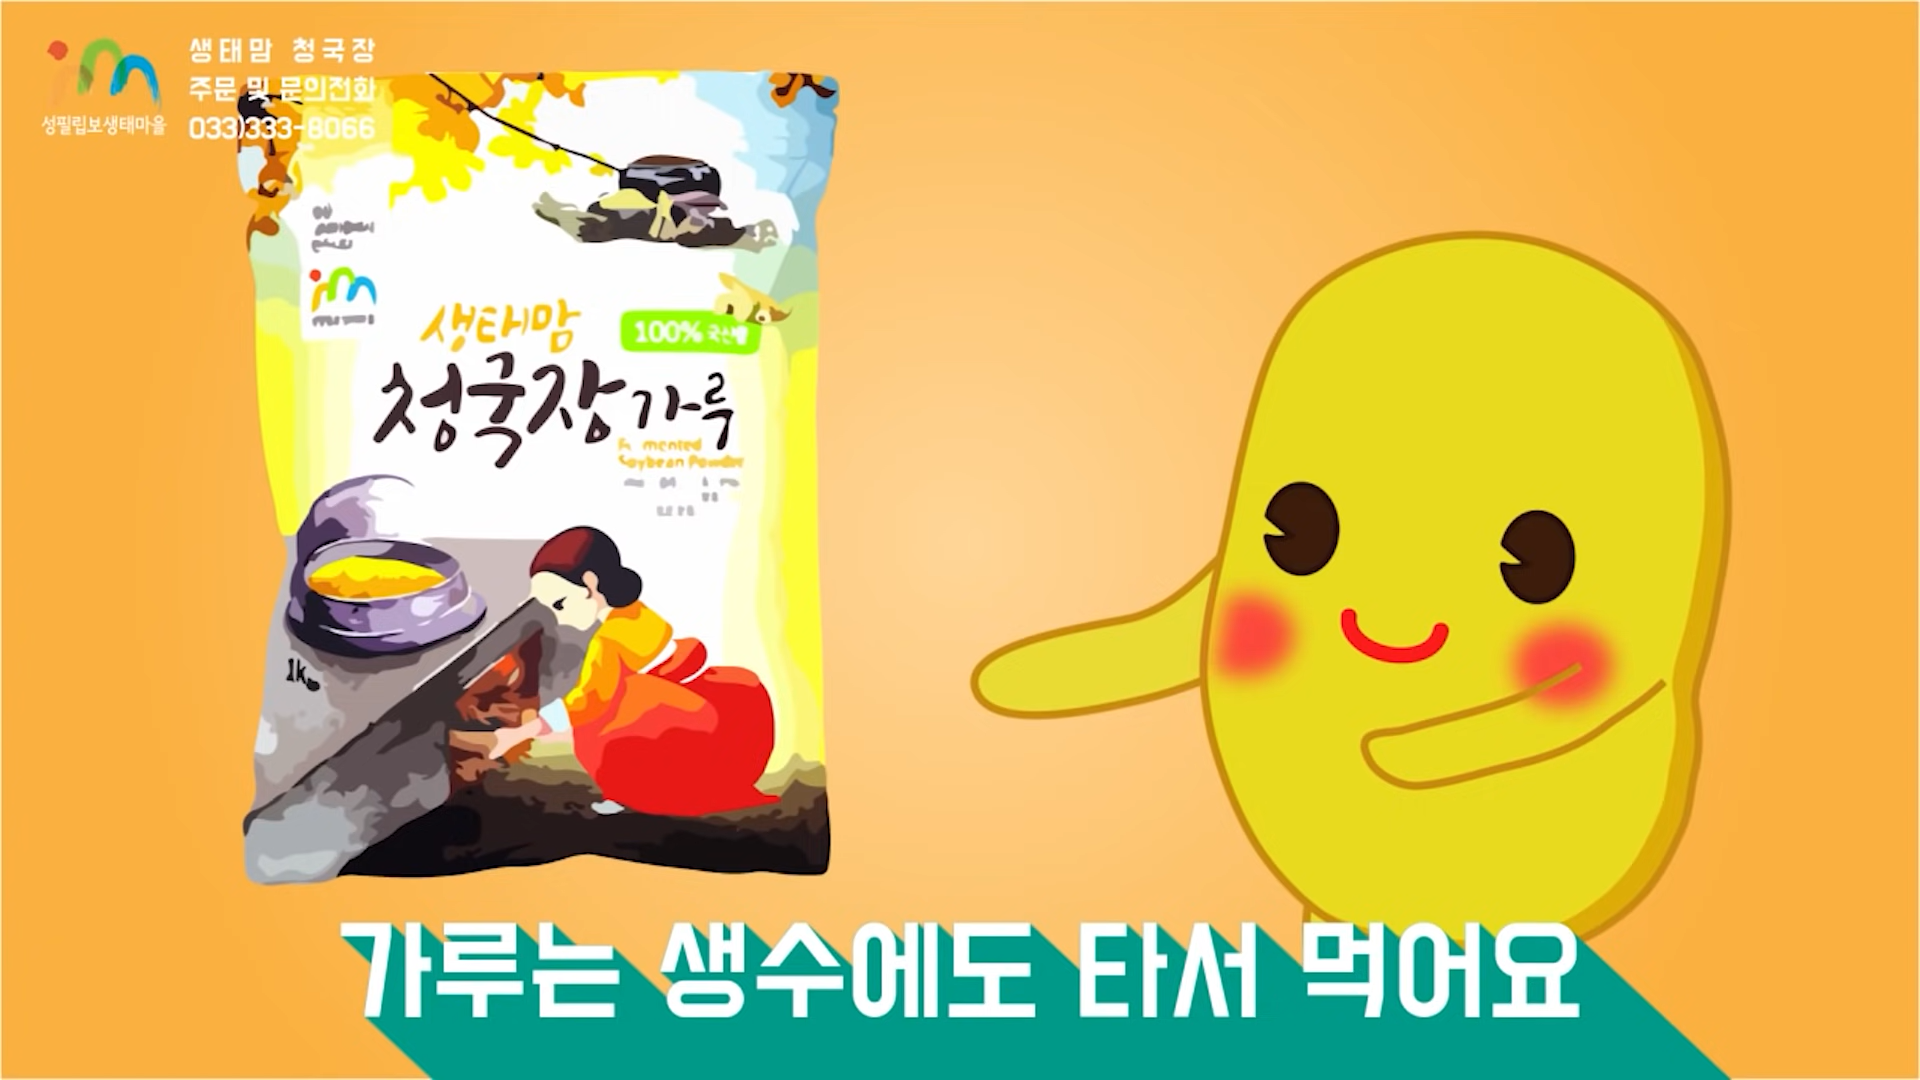 생태맘 청국장
주문 및 문의전화
033)333-8066
성필립보생태마을
생태맘
100% 국산콩
청국장가루
Soybean Powder
가루는 생수에도 타서 먹어요